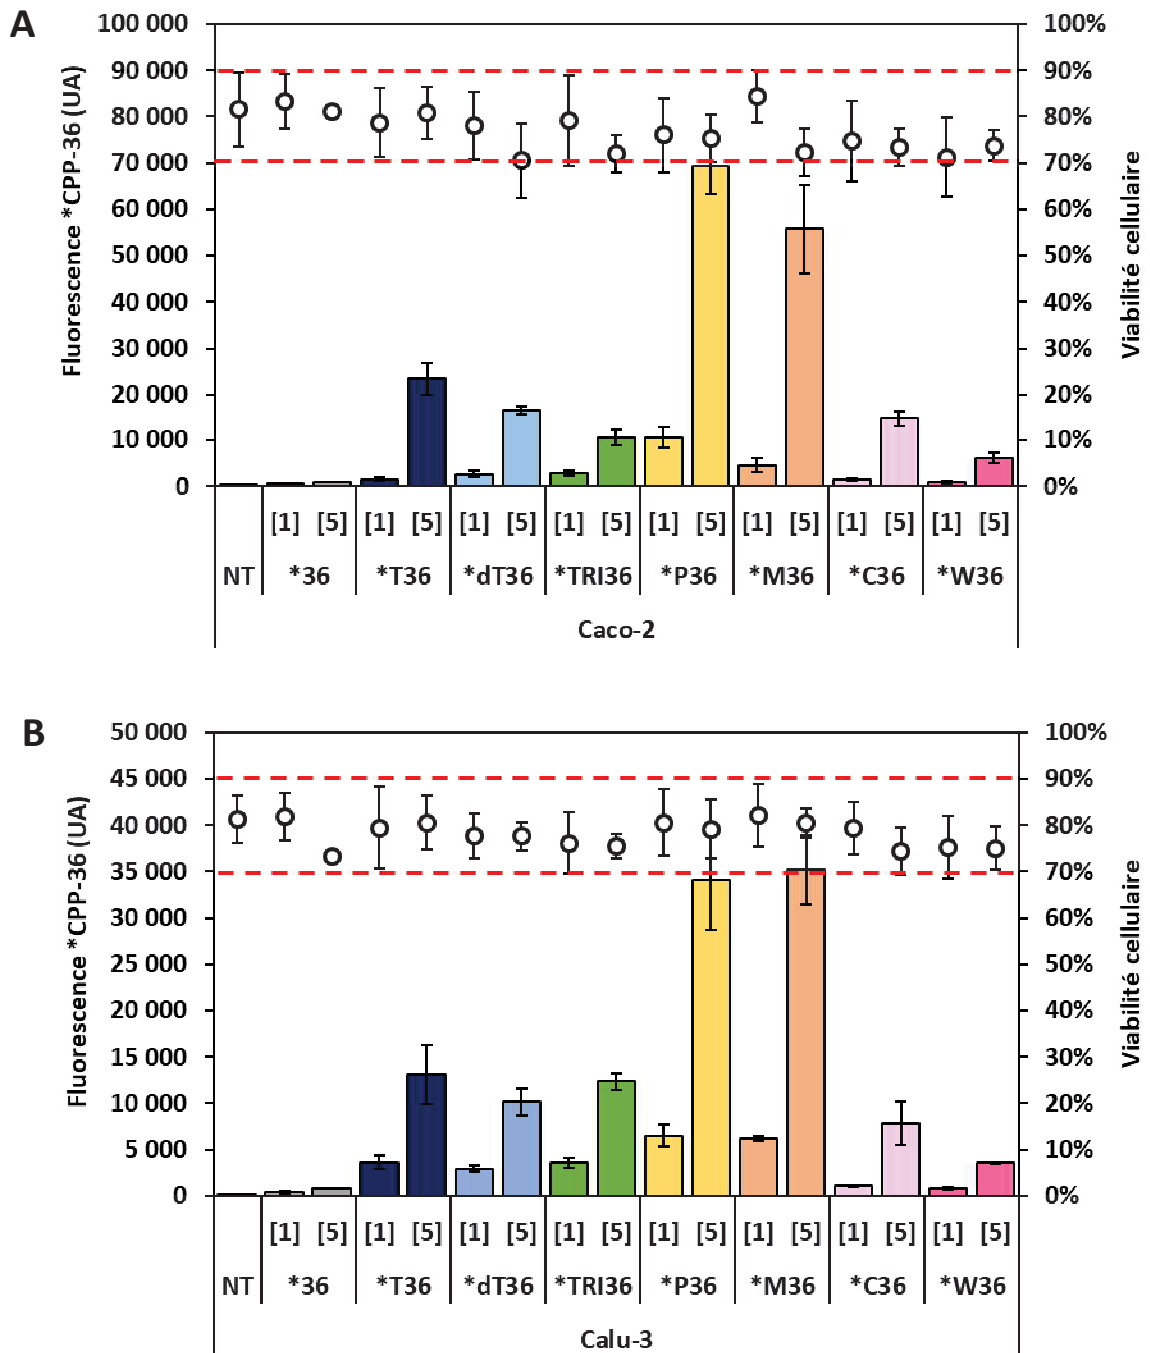 A
Fluorescence *CPP-36 (UA)
100 000 100%
90 000 90%
80 000 80%
70 000 70%
60 000 60%
50 000 50%
40 000 40%
30 000 30%
20 000 20%
10 000 10%
0 0%
Viabilité cellulaire
[1] [5] [1] [5] [1] [5] [1] [5] [1] [5] [1] [5] [1] [5] [1] [5]
NT *36 *T36 *dT36 *TRI36 *P36 *M36 *C36 *W36
Caco-2
B
Fluorescence *CPP-36 (UA)
50 000 100%
45 000 90%
40 000 80%
35 000 70%
30 000 60%
25 000 50%
20 000 40%
15 000 30%
10 000 20%
5 000 10%
0 0%
Viabilité cellulaire
[1] [5] [1] [5] [1] [5] [1] [5] [1] [5] [1] [5] [1] [5] [1] [5]
NT *36 *T36 *dT36 *TRI36 *P36 *M36 *C36 *W36
Calu-3